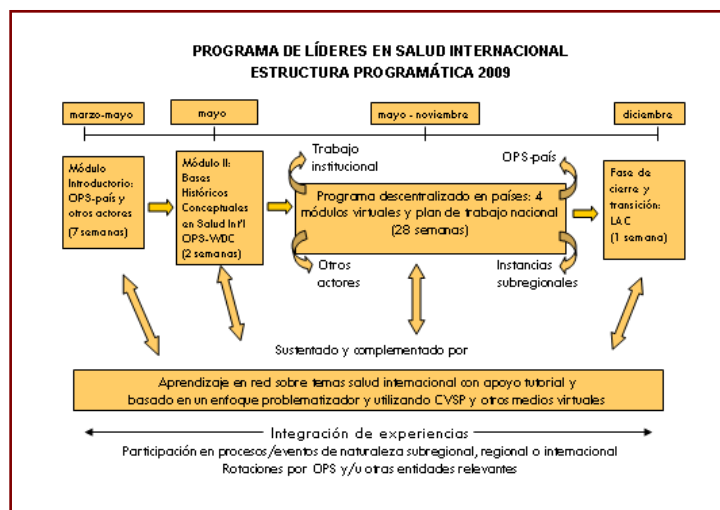 PROGRAMA DE LÍDERES EN SALUD INTERNACIONAL
ESTRUCTURA PROGRAMÁTICA 2009
marzo-mayo
mayo
mayo - noviembre
diciembre
Módulo
Introductorio:
OPS-país y
otros actores
(7 semanas)
Módulo II:
Bases
Históricos
Conceptuales
en Salud Int'l
OPS-WDC
(2 semanas)
Trabajo
institucional
OPS-país
Programa descentralizado en países: 4
módulos virtuales y plan de trabajo nacional
(28 semanas)
Otros
actores
Instancias
subregionales
Fase de
cierre y
transición:
LAC
(1 semana)
Sustentado y complementado por
Aprendizaje en red sobre temas salud internacional con apoyo tutorial y
basado en un enfoque problematizador y utilizando CVSP y otros medios virtuales
Integración de experiencias
Participación en procesos/eventos de naturaleza subregional, regional o internacional
Rotaciones por OPS y/u otras entidades relevantes